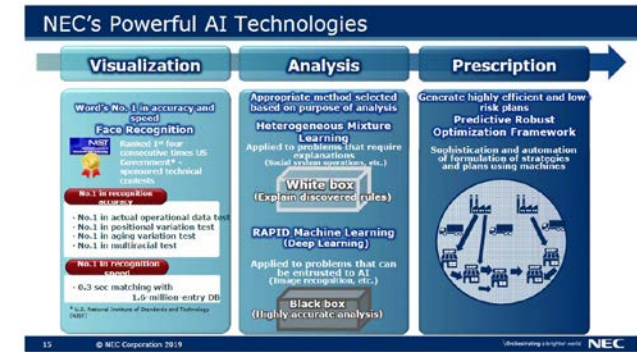 NEC's Powerful AI Technologies
Visualization
Word's No. 1 in accuracy and
speed
Face Recognition
NIST
Ranked 1st four
consecutive times US
Government* -
sponsored technical
contests
No.1 in recognition
accuracy
· No.1 in actual operational data test
· No.1 in positional variation test
· No.1 in aging variation test
· No.1 in multiracial test
No.1 in recognition
speed
· 0.3 sec matching with
1.6-million-entry DB
* U.S. National Institute of Standards and Technology
(NIST)
Analysis
Appropriate method selected
based on purpose of analysis
Heterogeneous Mixture
Learning
Applied to problems that require
explanations
(Social system operations, etc.)
White box
(Explain discovered rules)
RAPID Machine Learning
(Deep Learning)
Applied to problems that can
be entrusted to AI
(Image recognition, etc.)
Black box
(Highly accurate analysis)
Prescription
Generate highly efficient and low
risk plans
Predictive Robust
Optimization Framework
Sophistication and automation
of formulation of strategies
and plans using machines
15 © NEC Corporation 2019
\Orchestrating a brighter world NEC